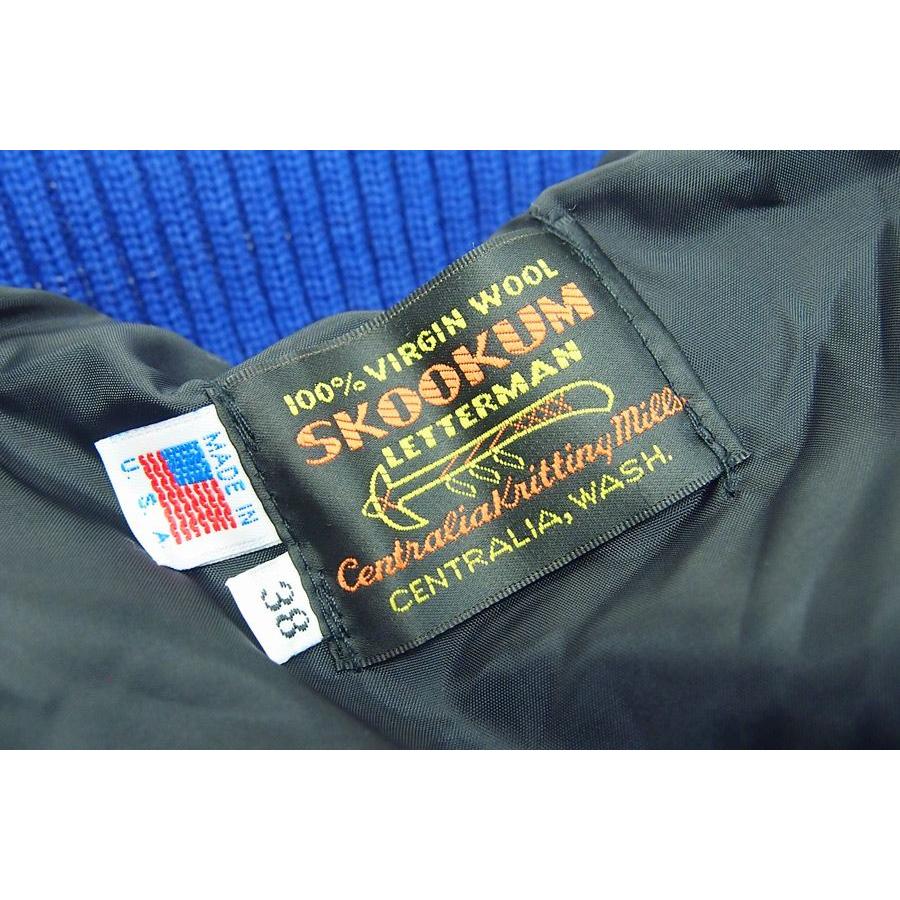 100% VIRGIN WOOL
SKOOKUM
LETTERMAN
Centralia Knitting Mills
CENTRALIA, WASH.
MADE IN
U. S. A.
38